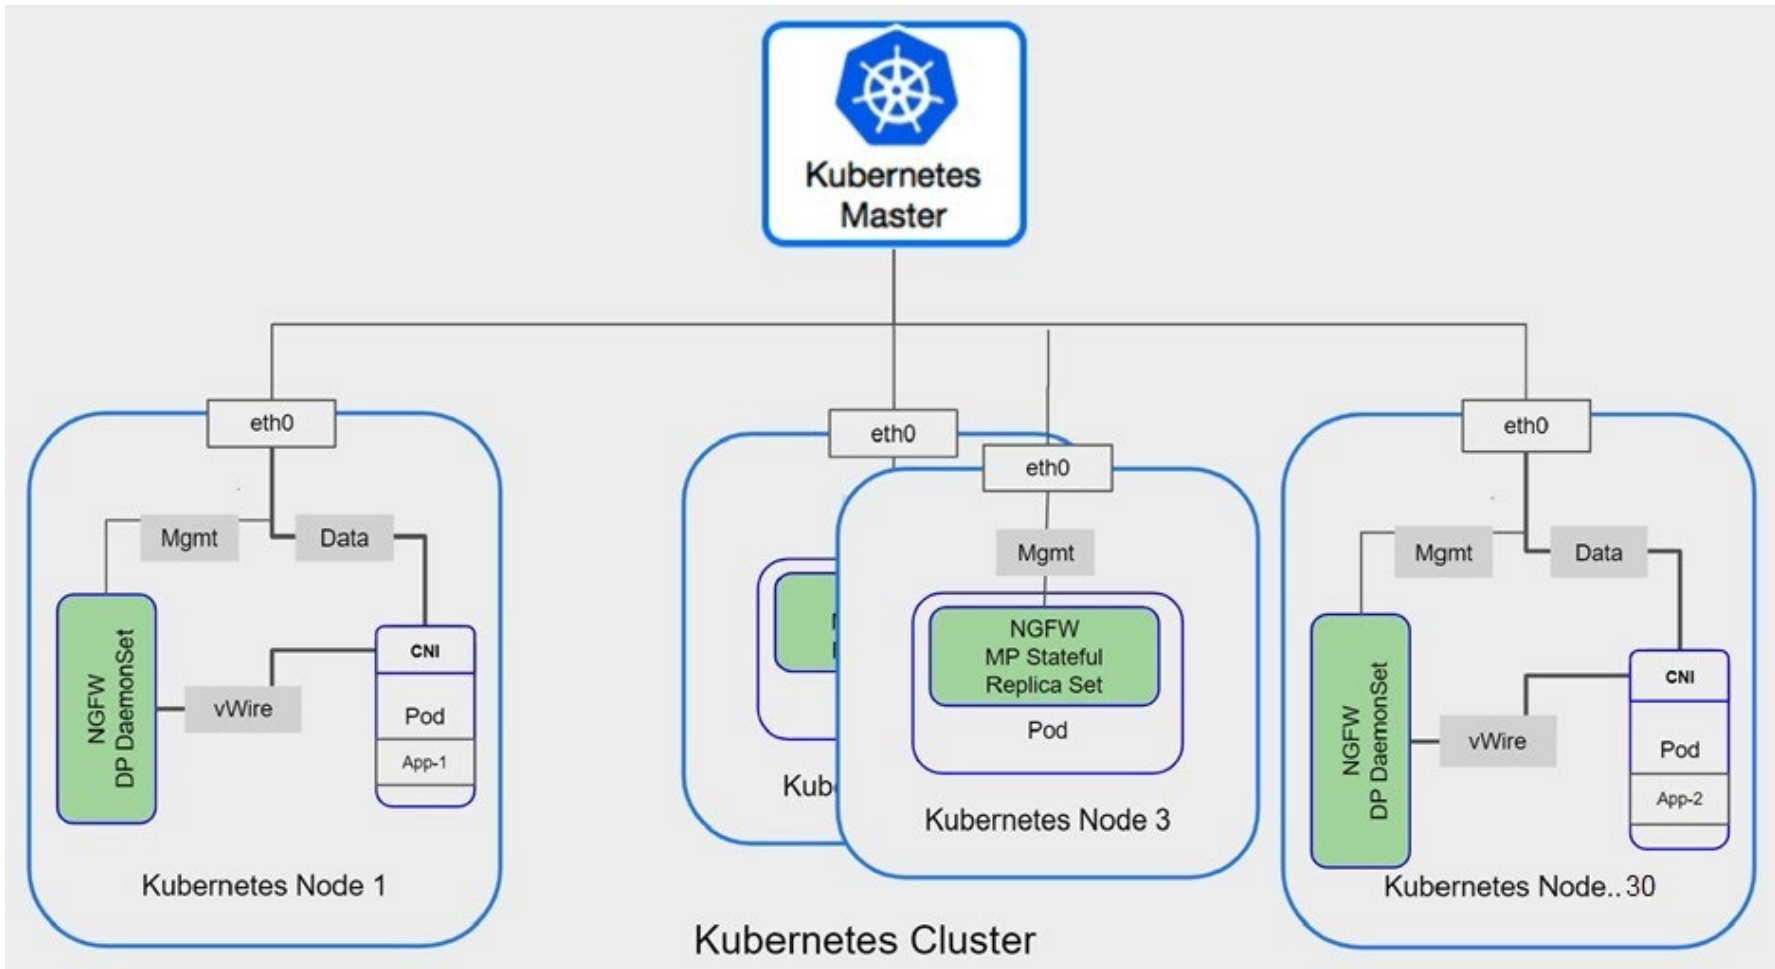 Kubernetes
Master
eth0
eth0
eth0
eth0
Mgmt
Data
NGFW
DP DaemonSet
vWire
CNI
Pod
App-1
Kubernetes Node 1
Mgmt
NGFW
MP Stateful
Replica Set
Pod
Kubernetes Node 3
Mgmt
Data
NGFW
DP DaemonSet
vWire
CNI
Pod
App-2
Kubernetes Node..30
Kubernetes Cluster